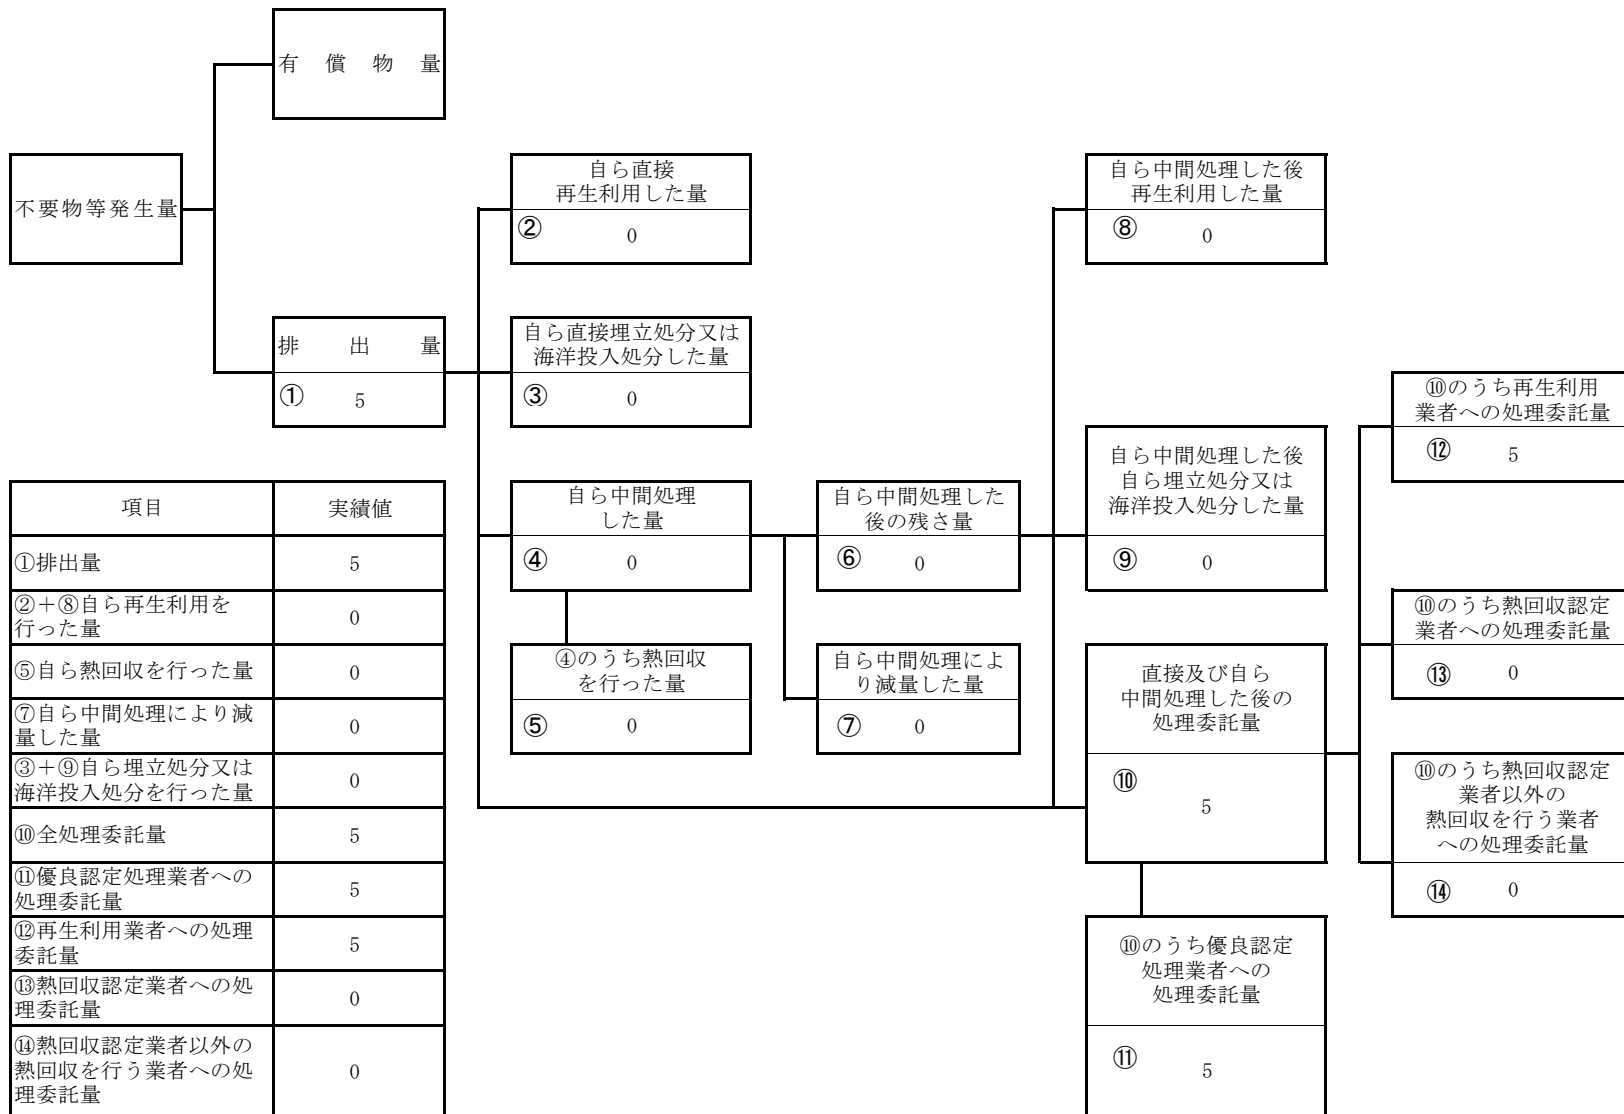 有償物量
不要物等発生量
排出量
① 5
自ら直接
再生利用した量
② 0
自ら直接埋立処分又は
海洋投入処分した量
③ 0
自ら中間処理
した量
④ 0
④のうち熱回収
を行った量
⑤ 0
自ら中間処理した
後の残さ量
⑥ 0
自ら中間処理によ
り減量した量
⑦ 0
自ら中間処理した後
再生利用した量
⑧ 0
自ら中間処理した後
自ら埋立処分又は
海洋投入処分した量
⑨ 0
直接及び自ら
中間処理した後の
処理委託量
⑩
5
⑩のうち優良認定
処理業者への
処理委託量
⑪ 5
⑩のうち再生利用
業者への処理委託量
⑫ 5
⑩のうち熱回収認定
業者への処理委託量
⑬ 0
⑩のうち熱回収認定
業者以外の
熱回収を行う業者
への処理委託量
⑭ 0
項目 実績値
①排出量 5
②+⑧自ら再生利用を
行った量 0
⑤自ら熱回収を行った量 0
⑦自ら中間処理により減
量した量 0
③+⑨自ら埋立処分又は
海洋投入処分を行った量 0
⑩全処理委託量 5
⑪優良認定処理業者への
処理委託量 5
⑫再生利用業者への処理
委託量 5
⑬熱回収認定業者への処
理委託量 0
⑭熱回収認定業者以外の
熱回収を行う業者への処
理委託量 0